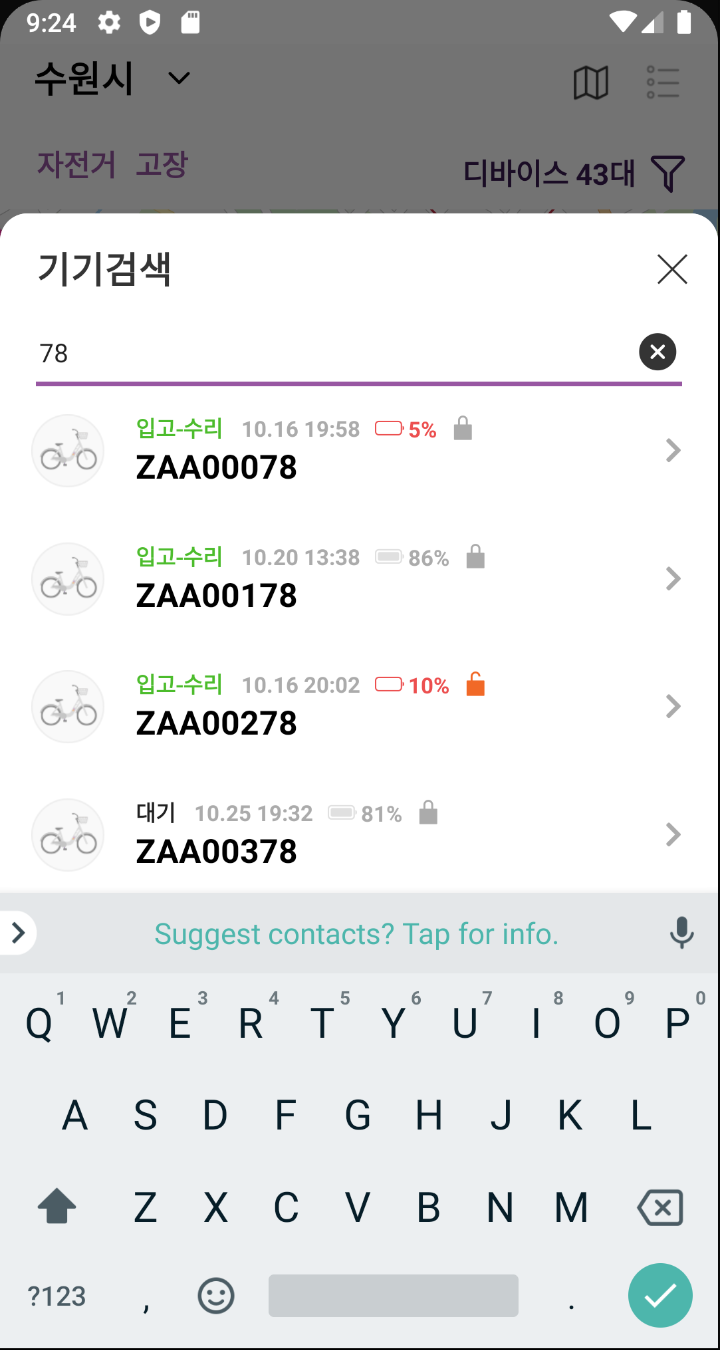 9:24
수원시
자전거 고장 디바이스 43대
기기검색
78
입고-수리 10.16 19:58 5%
ZAA00078
입고-수리 10.20 13:38 86%
ZAA00178
입고-수리 10.16 20:02 10%
ZAA00278
대기 10.25 19:32 81%
ZAA00378
Suggest contacts? Tap for info.
1 2 3 4 5 6 7 8 9 0
Q W E R T Y U I O P
A S D F G H J K L
Z X C V B N M
?123 , .